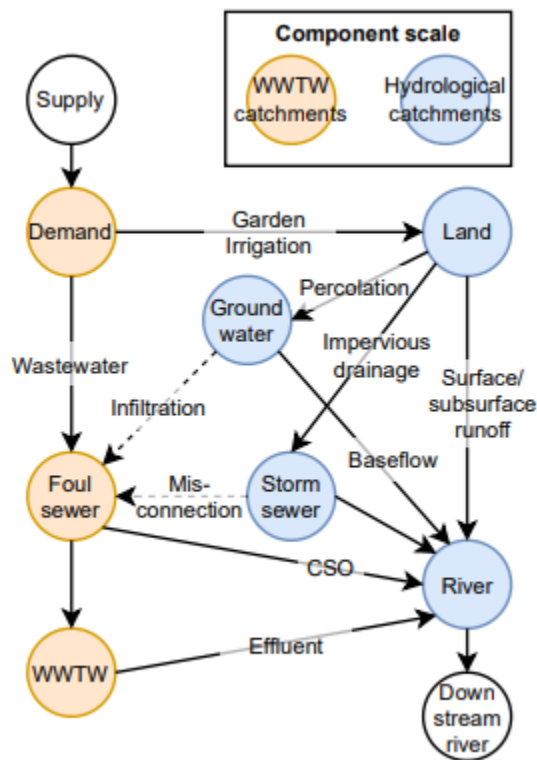 Component scale
WWTW
catchments
Hydrological
catchments
Supply
Demand
Garden
Irrigation
Land
Percolation
Ground
water
Impervious
drainage
Wastewater
Surface/
subsurface
runoff
Infiltration
Baseflow
Foul
sewer
Mis-
connection
Storm
sewer
CSO
River
Effluent
WWTW
Down
stream
river